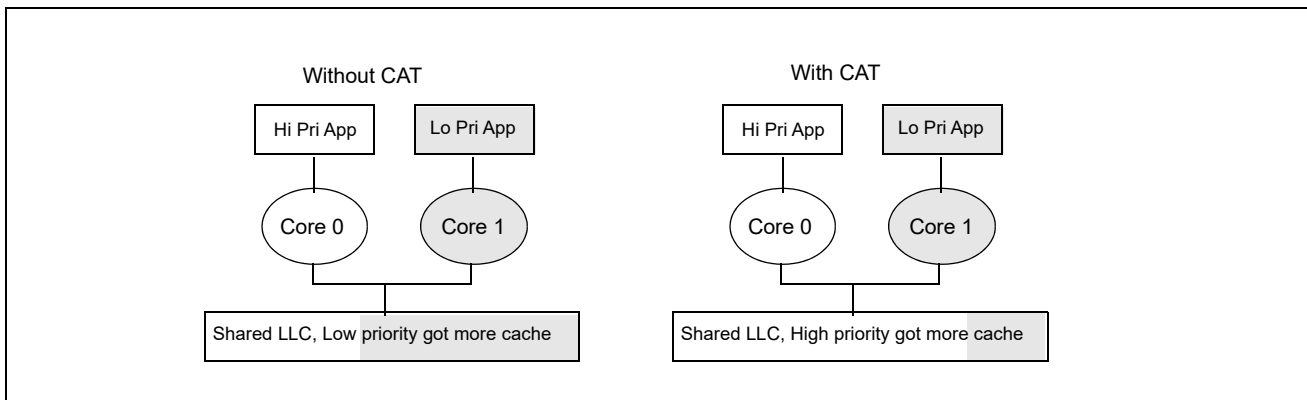 Without CAT
Hi Pri App
Lo Pri App
Core 0
Core 1
Shared LLC, Low priority got more cache
With CAT
Hi Pri App
Lo Pri App
Core 0
Core 1
Shared LLC, High priority got more cache